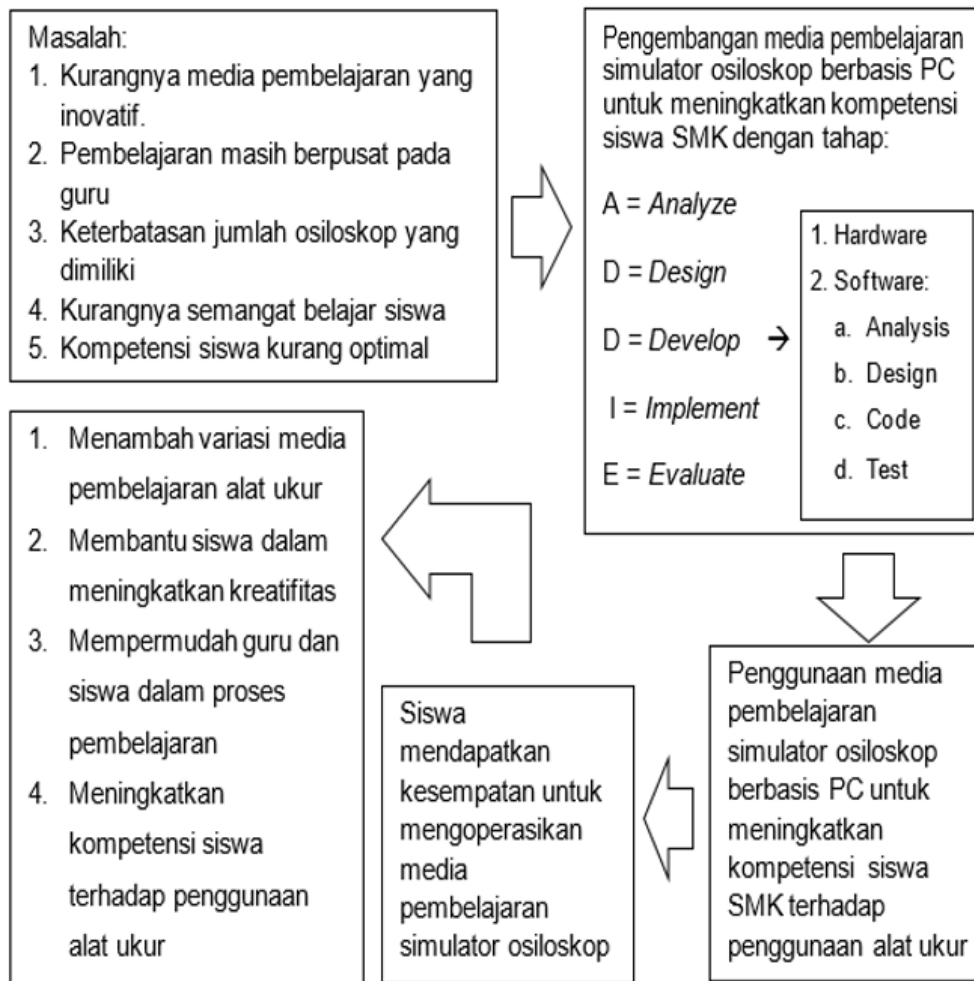 Masalah:
1. Kurangnya media pembelajaran yang
inovatif.
2. Pembelajaran masih berpusat pada
guru
3. Keterbatasan jumlah osiloskop yang
dimiliki
4. Kurangnya semangat belajar siswa
5. Kompetensi siswa kurang optimal
Pengembangan media pembelajaran
simulator osiloskop berbasis PC
untuk meningkatkan kompetensi
siswa SMK dengan tahap:
A = Analyze
D = Design
D = Develop →
I = Implement
E = Evaluate
1. Hardware
2. Software:
a. Analysis
b. Design
c. Code
d. Test
Penggunaan media
pembelajaran
simulator osiloskop
berbasis PC untuk
meningkatkan
kompetensi siswa
SMK terhadap
penggunaan alat ukur
Siswa
mendapatkan
kesempatan untuk
mengoperasikan
media
pembelajaran
simulator osiloskop
1. Menambah variasi media
pembelajaran alat ukur
2. Membantu siswa dalam
meningkatkan kreatifitas
3. Mempermudah guru dan
siswa dalam proses
pembelajaran
4. Meningkatkan
kompetensi siswa
terhadap penggunaan
alat ukur